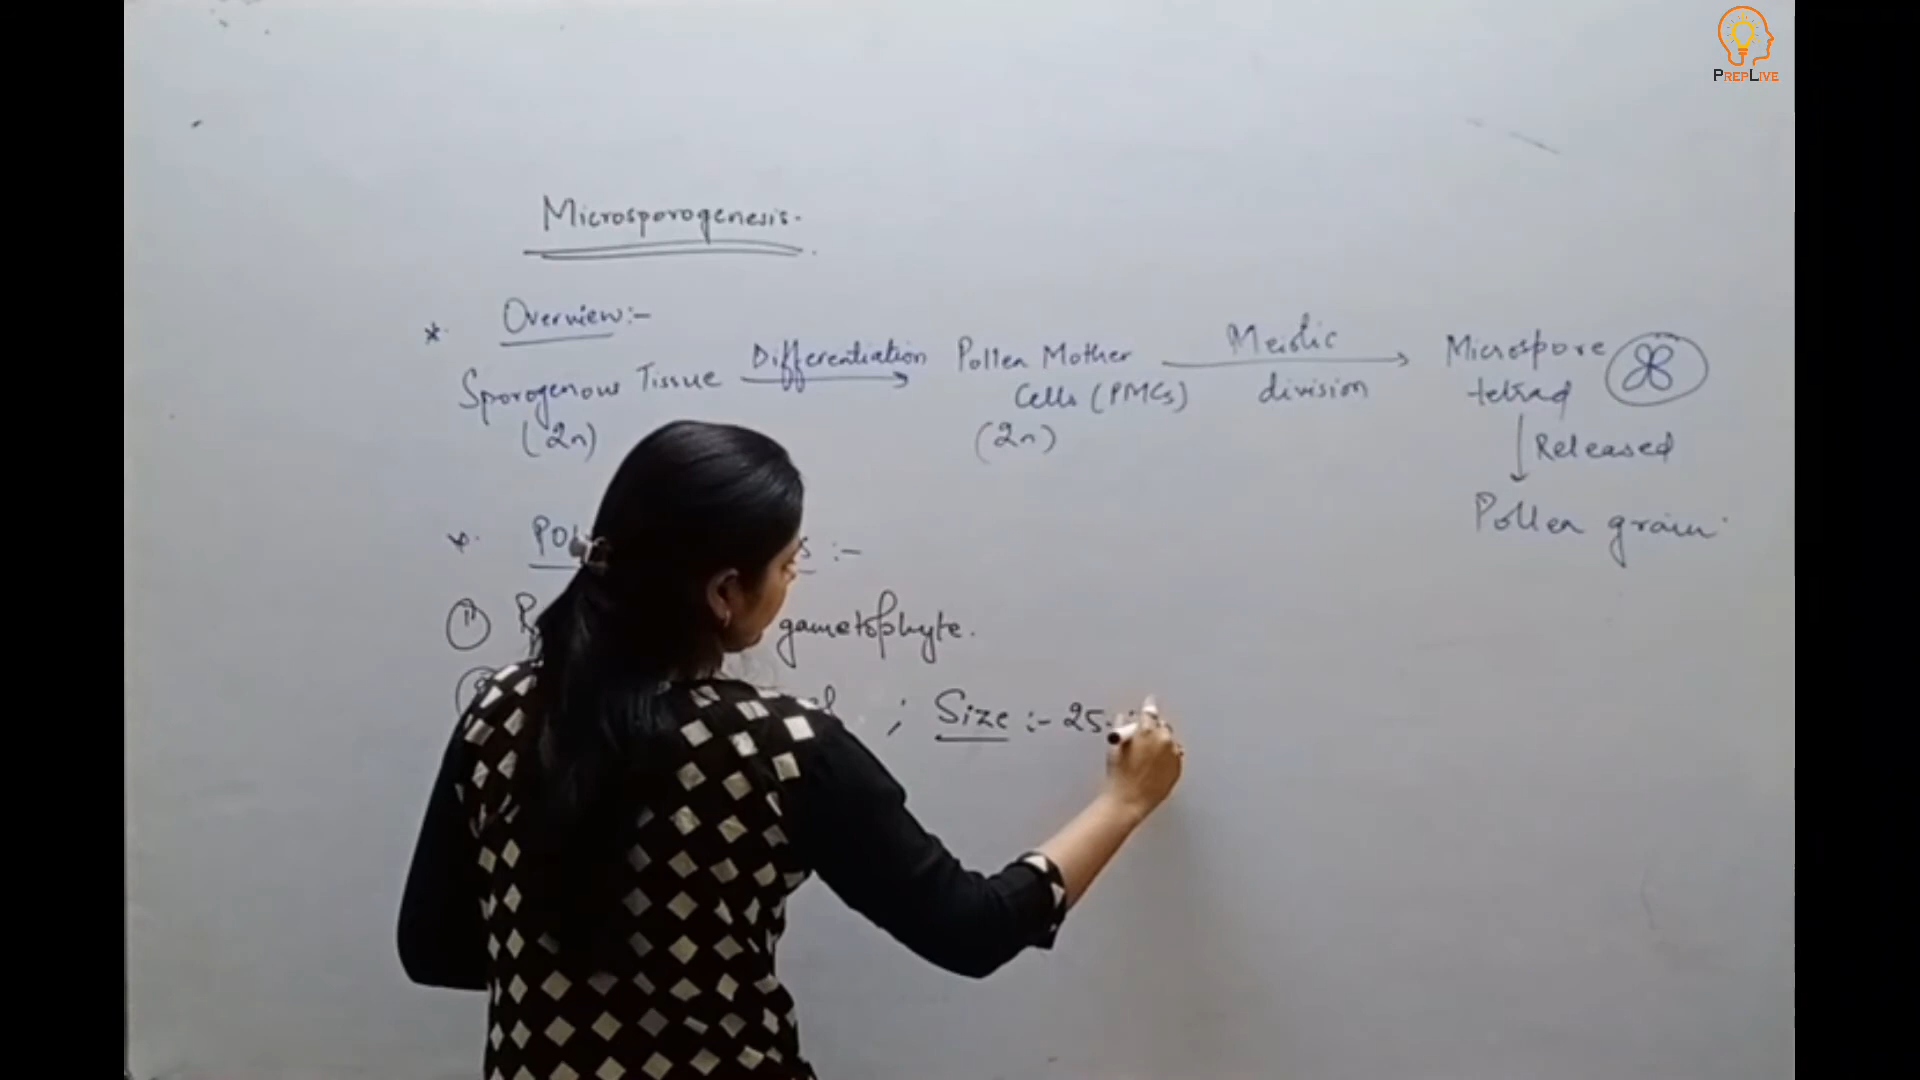 PREPLIVE
Microsporogenesis.
* Overview:-
Sporogenous Tissue Differentiation Pollen Mother Meiotic Microspore
Cells (PMCs) division tetrad
(2n) (2n) Released
Pollen grain
* :-
① gametophyte.
; Size :- 25